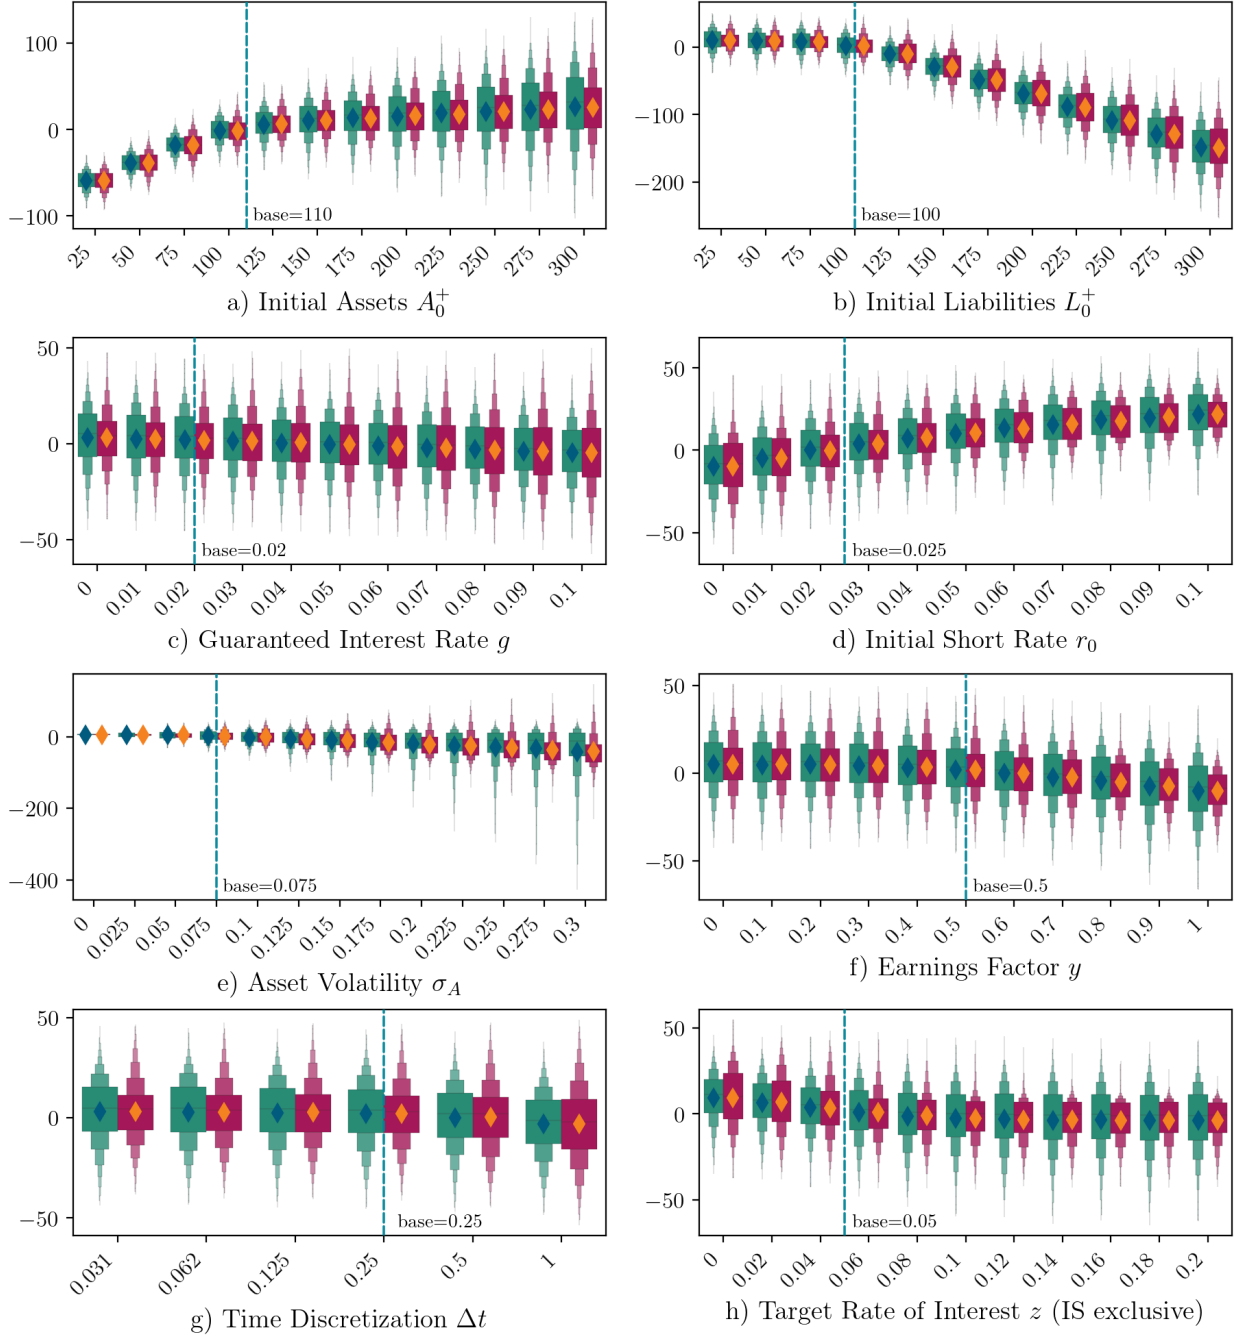 100
0
−100
base=110
25 50 75 100 125 150 175 200 225 250 275 300
a) Initial Assets A₀⁺
0
−100
−200
base=100
25 50 75 100 125 150 175 200 225 250 275 300
b) Initial Liabilities L₀⁺
50
0
−50
base=0.02
0 0.01 0.02 0.03 0.04 0.05 0.06 0.07 0.08 0.09 0.1
c) Guaranteed Interest Rate g
50
0
−50
base=0.025
0 0.01 0.02 0.03 0.04 0.05 0.06 0.07 0.08 0.09 0.1
d) Initial Short Rate r₀
0
−200
−400
base=0.075
0 0.025 0.05 0.075 0.1 0.125 0.15 0.175 0.2 0.225 0.25 0.275 0.3
e) Asset Volatility σ_A
50
0
−50
base=0.5
0 0.1 0.2 0.3 0.4 0.5 0.6 0.7 0.8 0.9 1
f) Earnings Factor y
50
0
−50
base=0.25
0.031 0.062 0.125 0.25 0.5 1
g) Time Discretization Δt
50
0
−50
base=0.05
0 0.02 0.04 0.06 0.08 0.1 0.12 0.14 0.16 0.18 0.2
h) Target Rate of Interest z (IS exclusive)